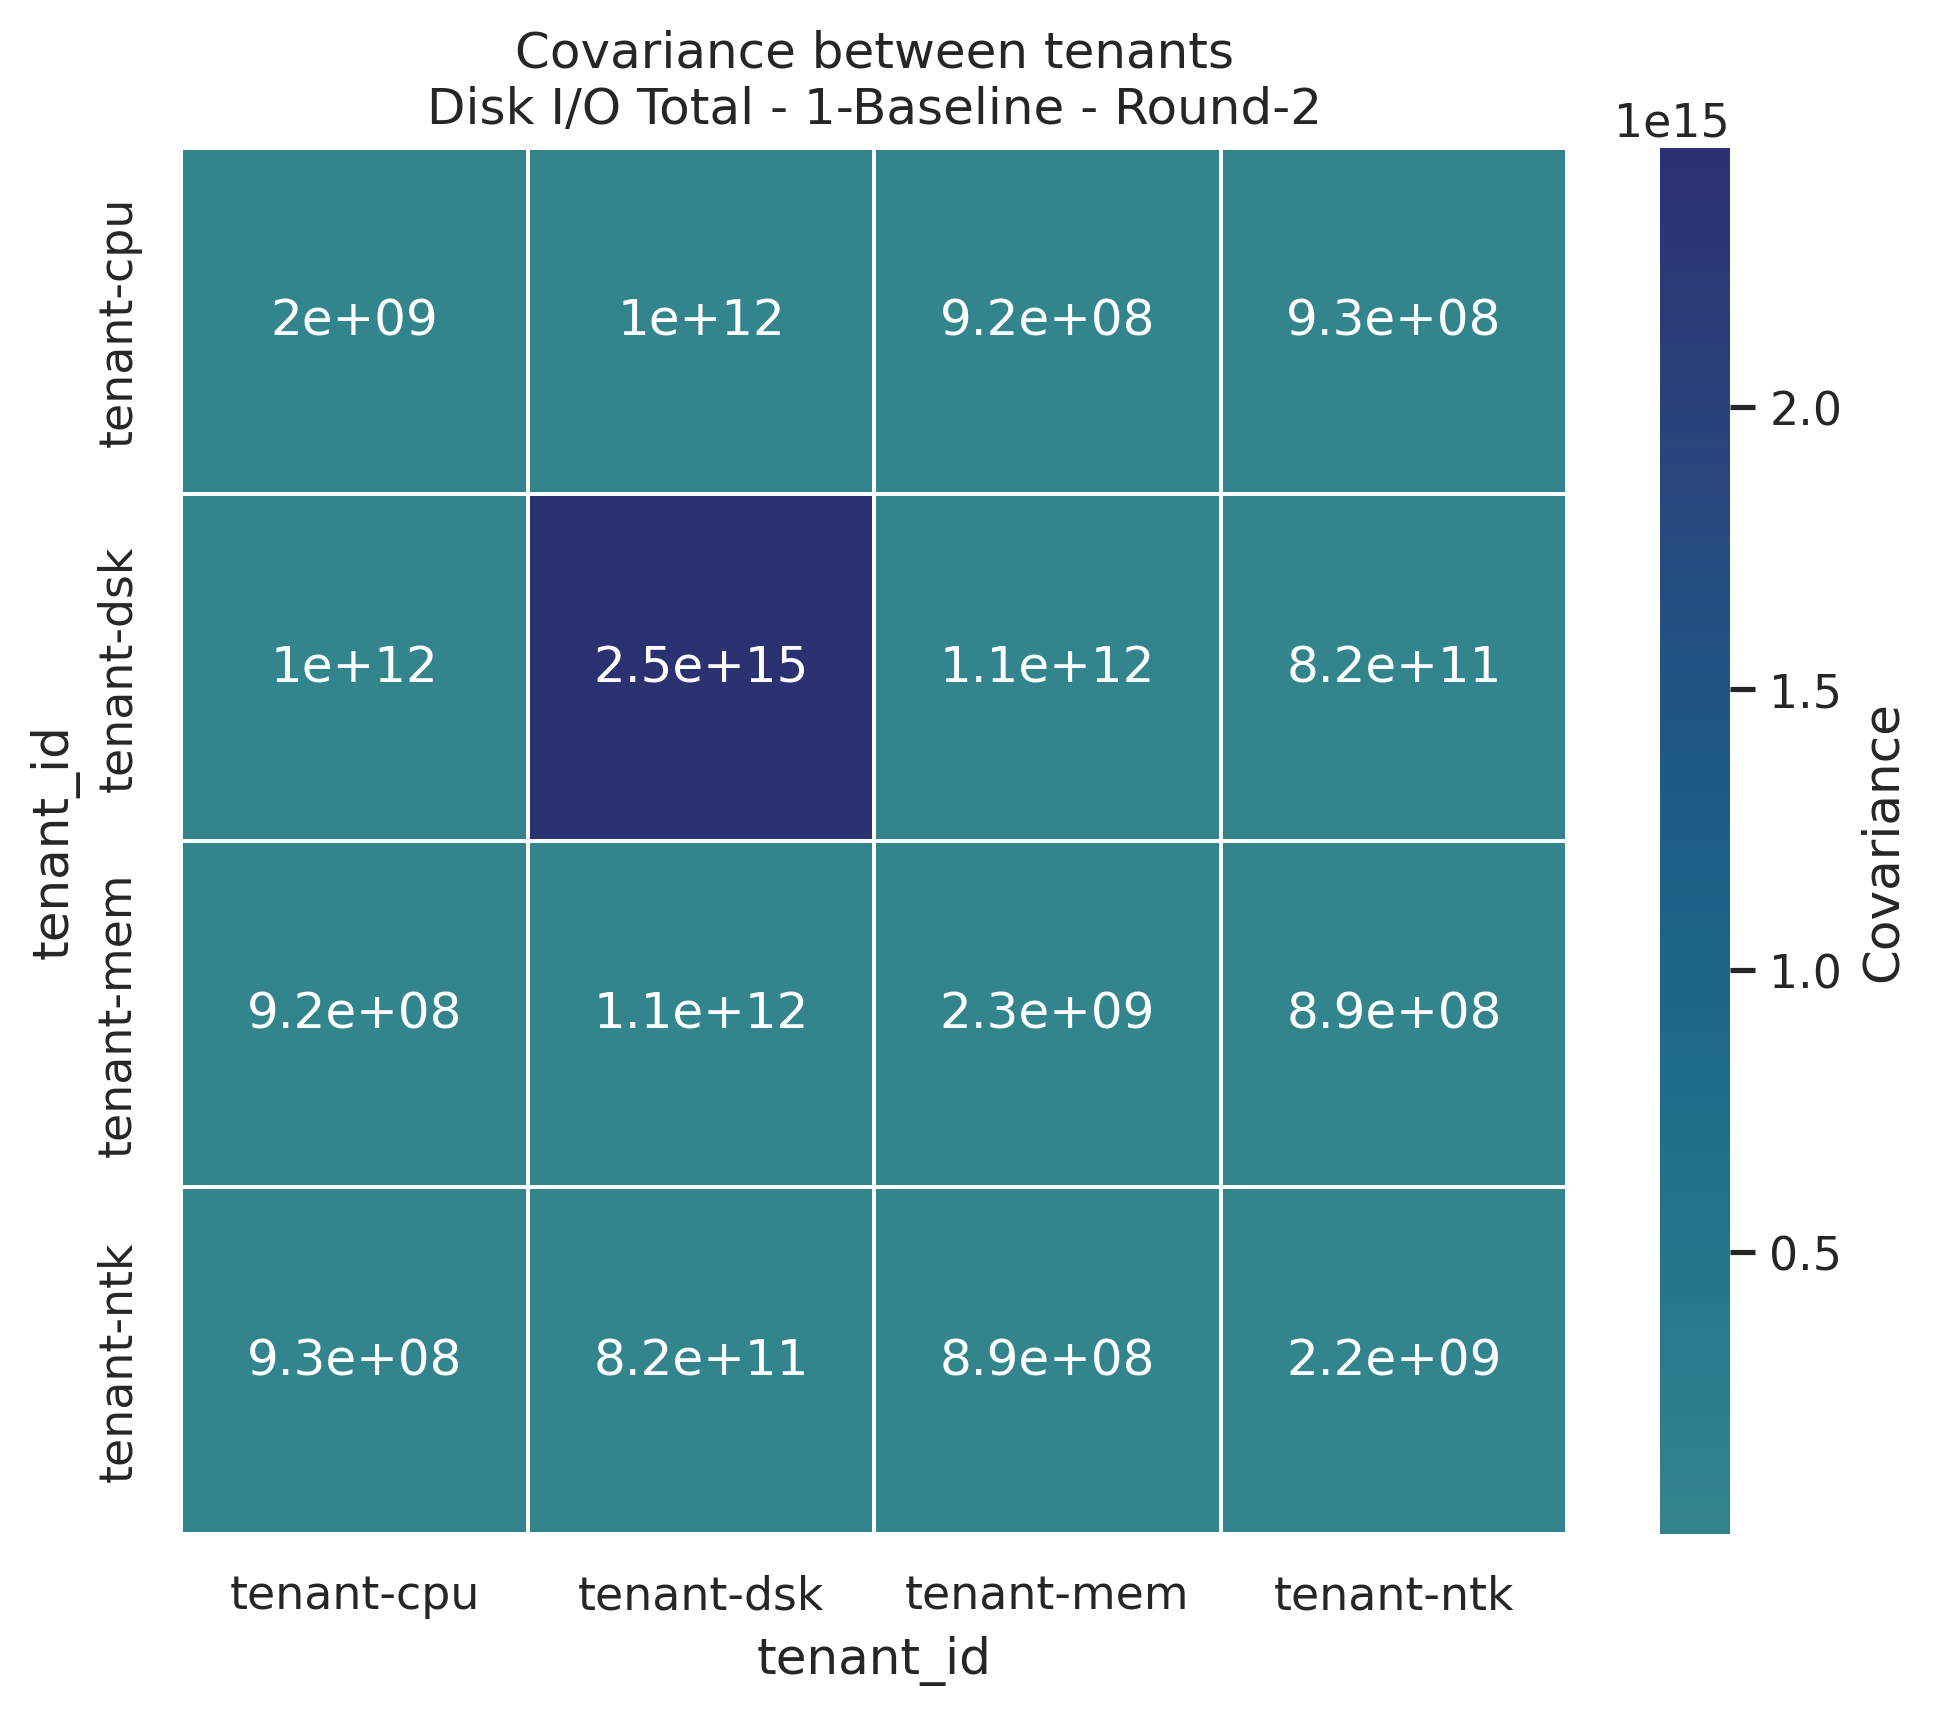 Covariance between tenants
Disk I/O Total - 1-Baseline - Round-2
1e15
tenant_id
tenant-cpu
2e+09 1e+12 9.2e+08 9.3e+08
tenant-dsk
1e+12 2.5e+15 1.1e+12 8.2e+11
tenant-mem
9.2e+08 1.1e+12 2.3e+09 8.9e+08
tenant-ntk
9.3e+08 8.2e+11 8.9e+08 2.2e+09
tenant-cpu tenant-dsk tenant-mem tenant-ntk
tenant_id
2.0
1.5
1.0
0.5
Covariance